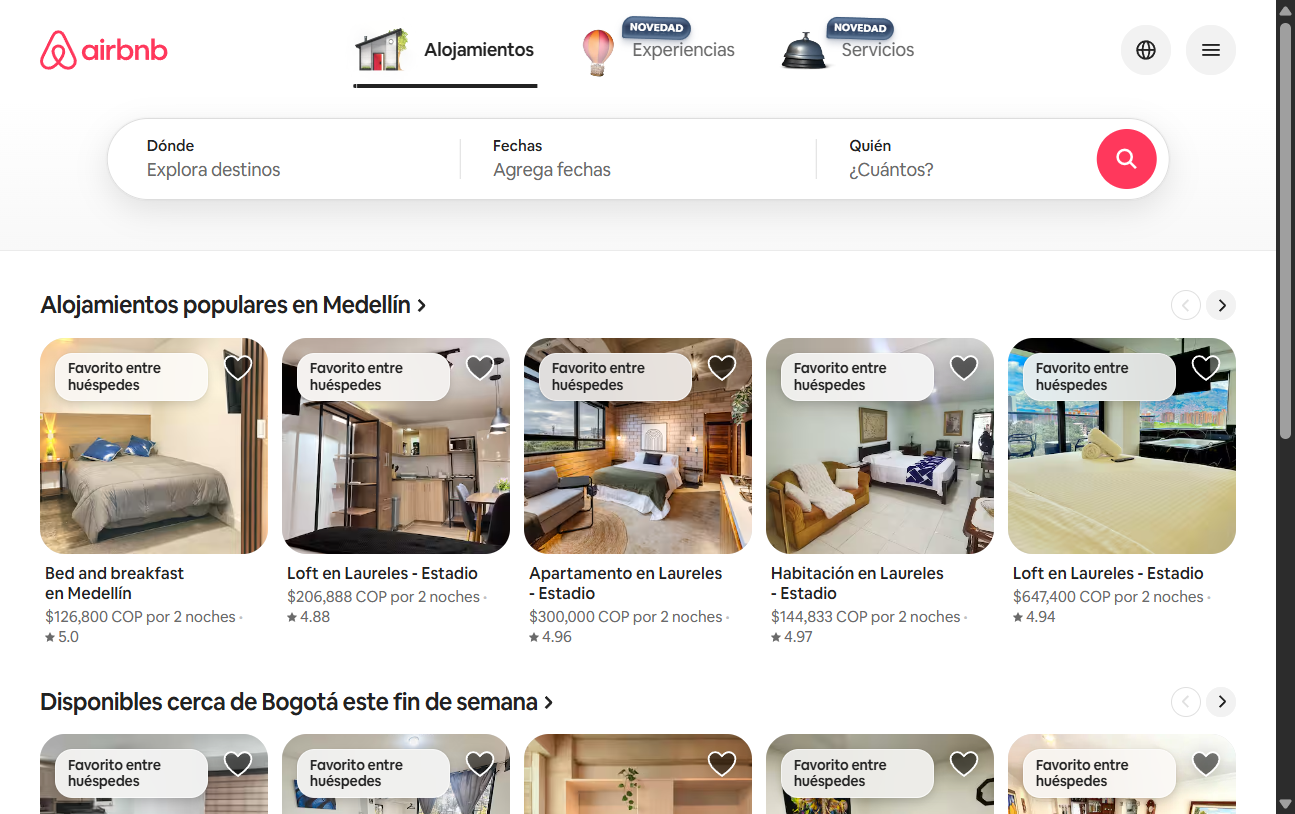 airbnb
Alojamientos
NOVEDAD
Experiencias
NOVEDAD
Servicios
Dónde
Explora destinos
Fechas
Agrega fechas
Quién
¿Cuántos?
Alojamientos populares en Medellín
Favorito entre
huéspedes
Bed and breakfast
en Medellín
$126,800 COP por 2 noches ·
★ 5.0
Favorito entre
huéspedes
Loft en Laureles - Estadio
$206,888 COP por 2 noches ·
★ 4.88
Favorito entre
huéspedes
Apartamento en Laureles
- Estadio
$300,000 COP por 2 noches ·
★ 4.96
Favorito entre
huéspedes
Habitación en Laureles
- Estadio
$144,833 COP por 2 noches ·
★ 4.97
Favorito entre
huéspedes
Loft en Laureles - Estadio
$647,400 COP por 2 noches ·
★ 4.94
Disponibles cerca de Bogotá este fin de semana
Favorito entre
huéspedes
Favorito entre
huéspedes
Favorito entre
huéspedes
Favorito entre
huéspedes